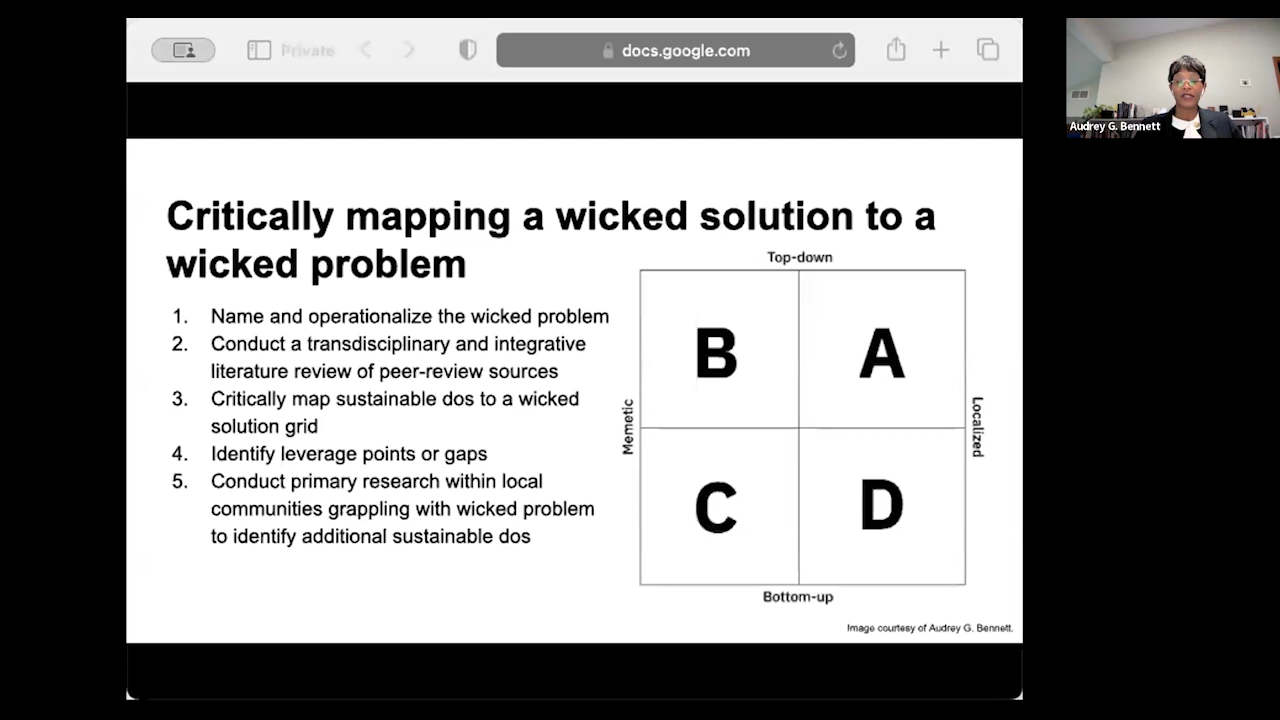 Private
docs.google.com
Audrey G. Bennett
Critically mapping a wicked solution to a
wicked problem
1. Name and operationalize the wicked problem
2. Conduct a transdisciplinary and integrative
literature review of peer-review sources
3. Critically map sustainable dos to a wicked
solution grid
4. Identify leverage points or gaps
5. Conduct primary research within local
communities grappling with wicked problem
to identify additional sustainable dos
Top-down
B
A
Memetic
Localized
C
D
Bottom-up
Image courtesy of Audrey G. Bennett.